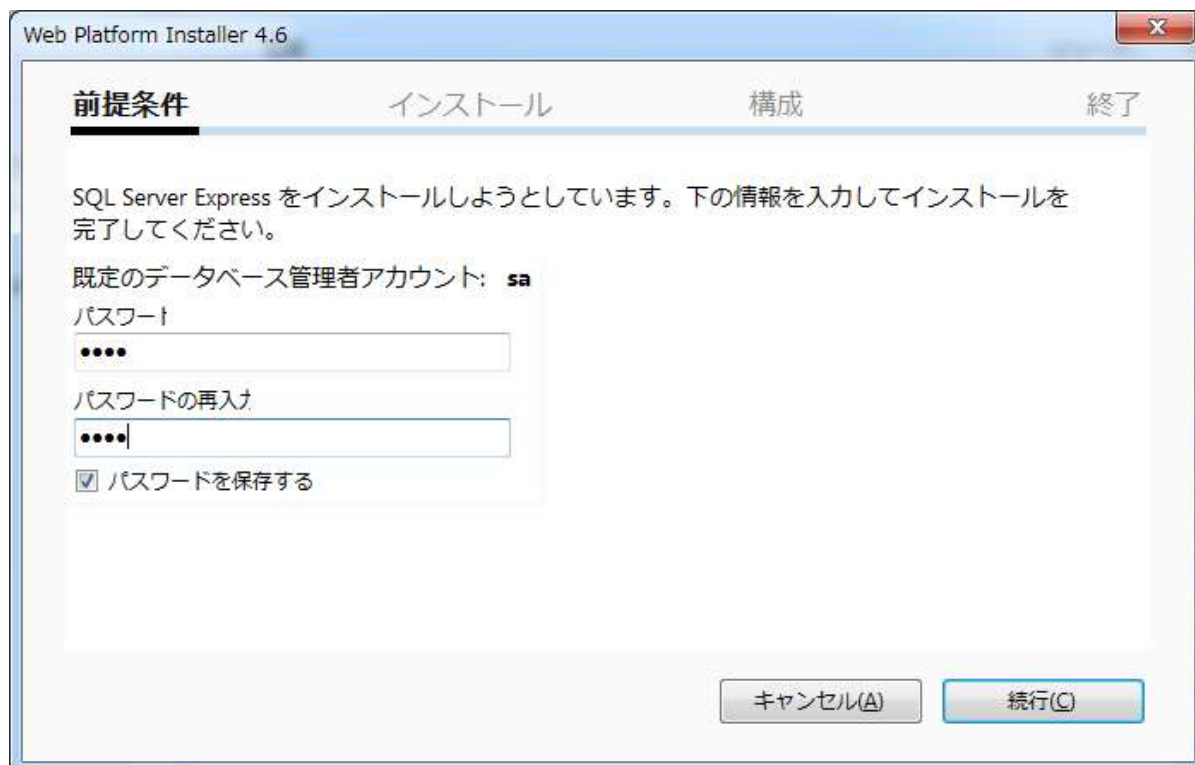 Web Platform Installer 4.6
前提条件 インストール 構成 終了
SQL Server Express をインストールしようとしています。下の情報を入力してインストールを
完了してください。
既定のデータベース管理者アカウント: sa
パスワード
••••
パスワードの再入力
••••
パスワードを保存する
キャンセル(A) 続行(C)